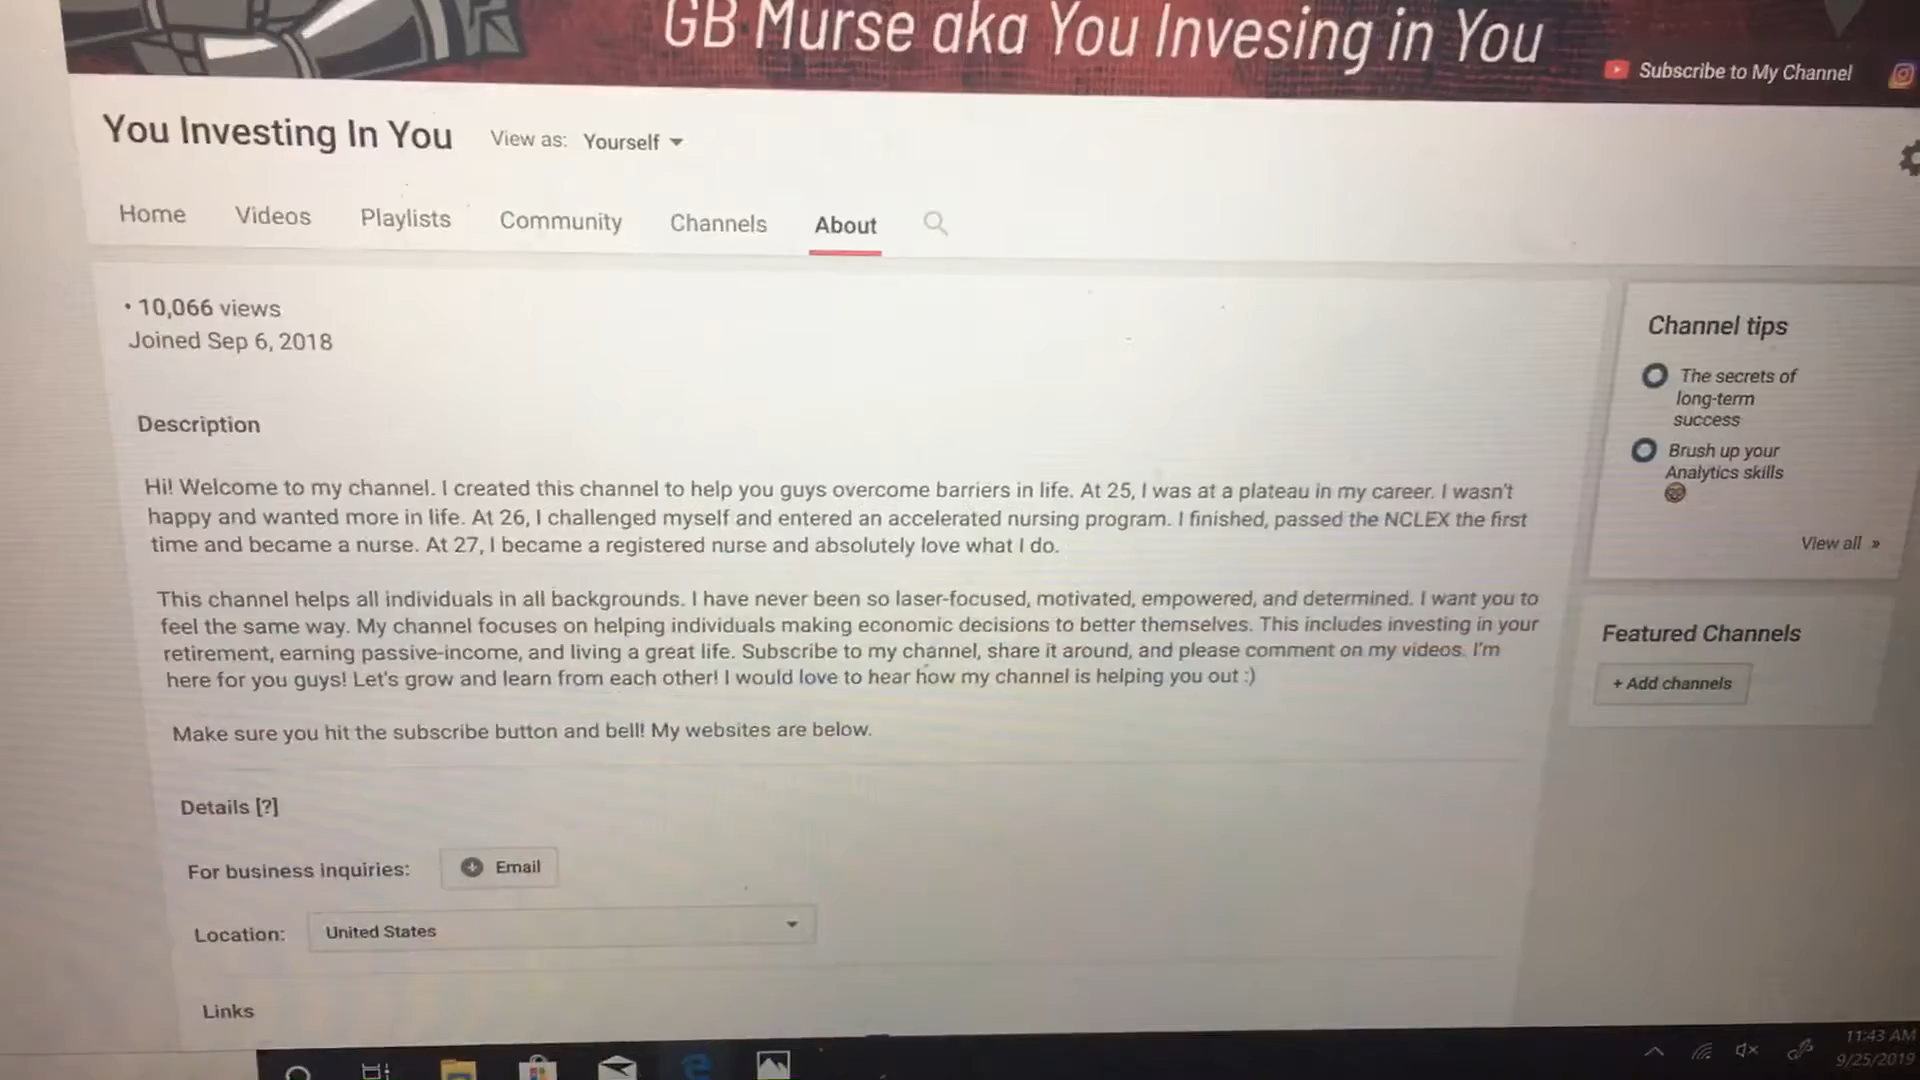 GB Murse aka You Invesing in You
Subscribe to My Channel
You Investing In You
View as: Yourself
Home Videos Playlists Community Channels About
• 10,066 views
Joined Sep 6, 2018
Description
Hi! Welcome to my channel. I created this channel to help you guys overcome barriers in life. At 25, I was at a plateau in my career. I wasn't
happy and wanted more in life. At 26, I challenged myself and entered an accelerated nursing program. I finished, passed the NCLEX the first
time and became a nurse. At 27, I became a registered nurse and absolutely love what I do.
This channel helps all individuals in all backgrounds. I have never been so laser-focused, motivated, empowered, and determined. I want you to
feel the same way. My channel focuses on helping individuals making economic decisions to better themselves. This includes investing in your
retirement, earning passive-income, and living a great life. Subscribe to my channel, share it around, and please comment on my videos. I'm
here for you guys! Let's grow and learn from each other! I would love to hear how my channel is helping you out :)
Make sure you hit the subscribe button and bell! My websites are below.
Details [?]
For business inquiries: Email
Location: United States
Links
Channel tips
The secrets of
long-term
success
Brush up your
Analytics skills
View all »
Featured Channels
+ Add channels
11:43 AM
9/25/2019